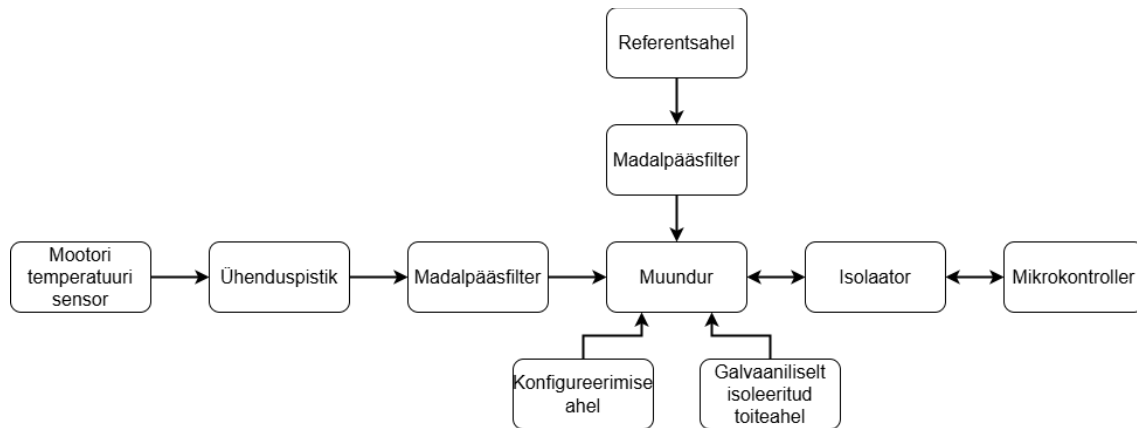 Referentsahel
Madalpääsfilter
Mootori
temperatuuri
sensor
Ühenduspistik
Madalpääsfilter
Muundur
Isolaator
Mikrokontroller
Konfigureerimise
ahel
Galvaaniliselt
isoleeritud
toiteahel